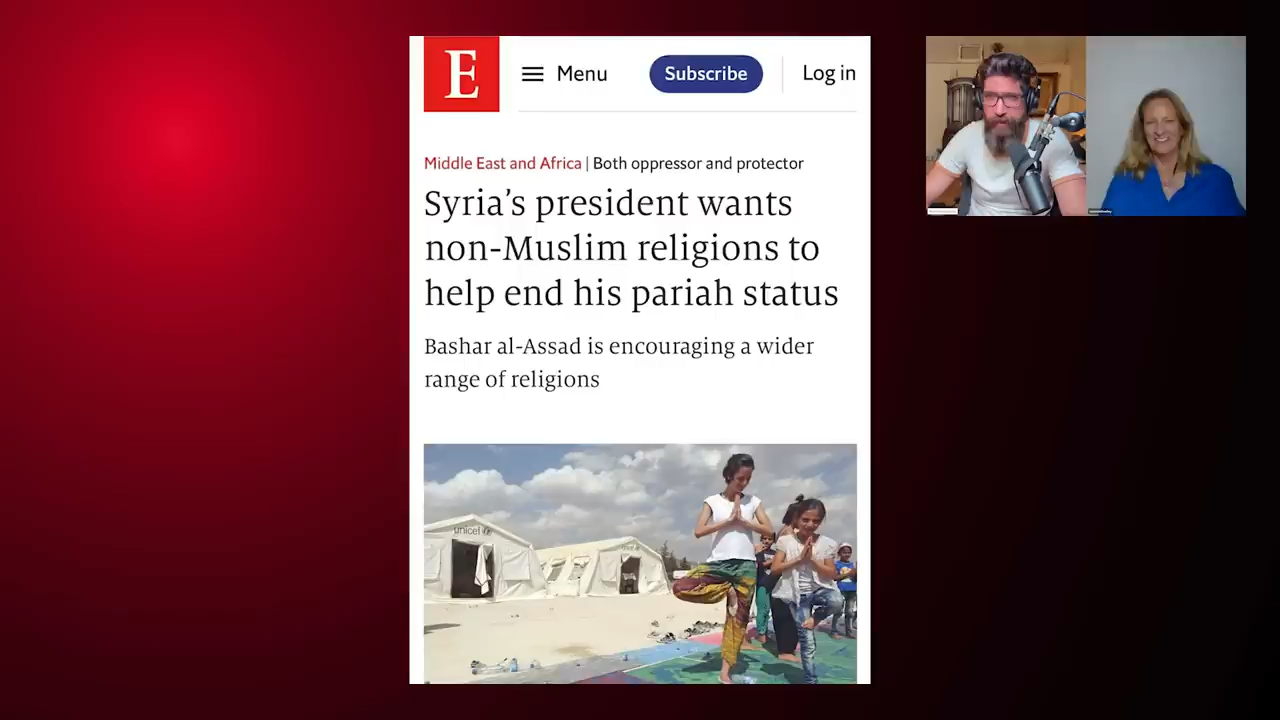 E
Menu
Subscribe
Log in
Middle East and Africa | Both oppressor and protector
Syria's president wants
non-Muslim religions to
help end his pariah status
Bashar al-Assad is encouraging a wider
range of religions
unicef